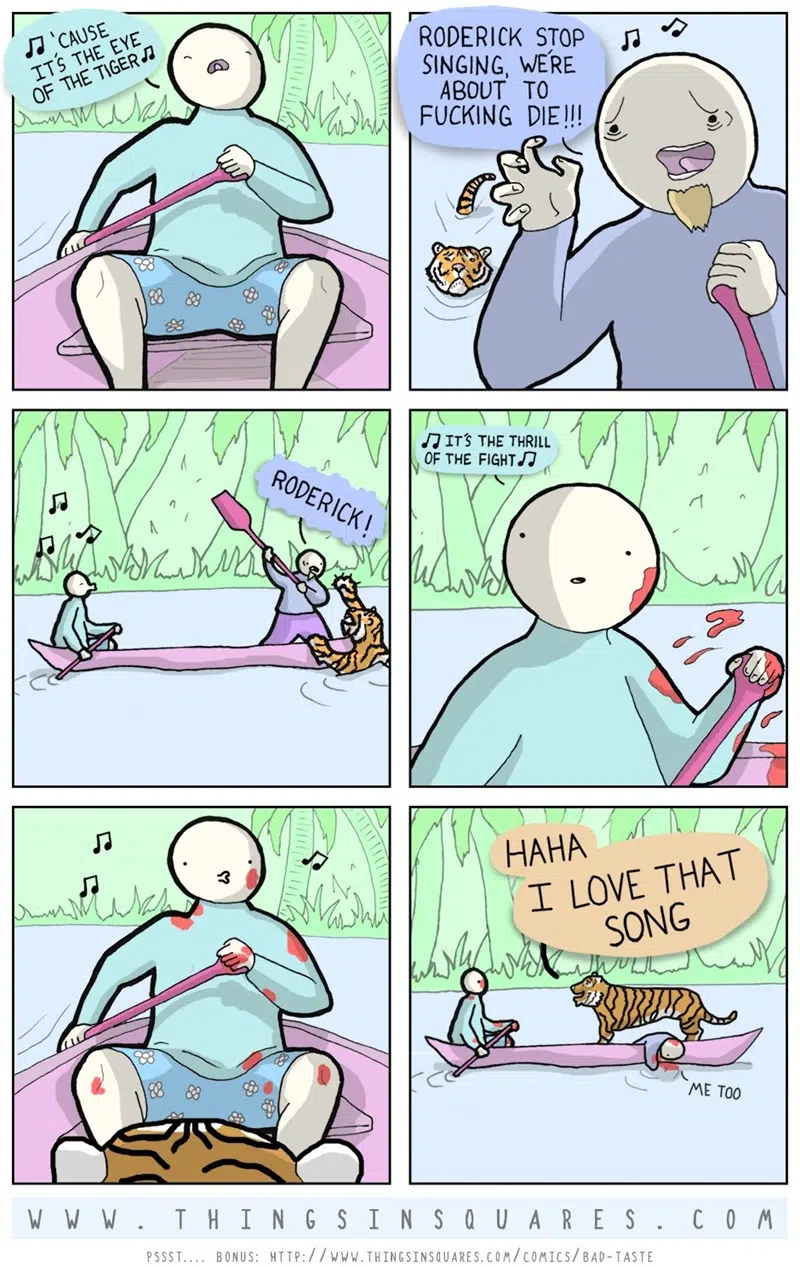 ♫ 'CAUSE
IT'S THE EYE
OF THE TIGER ♫
RODERICK STOP
SINGING, WE'RE
ABOUT TO
FUCKING DIE!!!
RODERICK!
♫ IT'S THE THRILL
OF THE FIGHT ♫
HAHA
I LOVE THAT
SONG
ME TOO
WWW.THINGSINSQUARES.COM
PSSST.... BONUS: HTTP://WWW.THINGSINSQUARES.COM/COMICS/BAD-TASTE